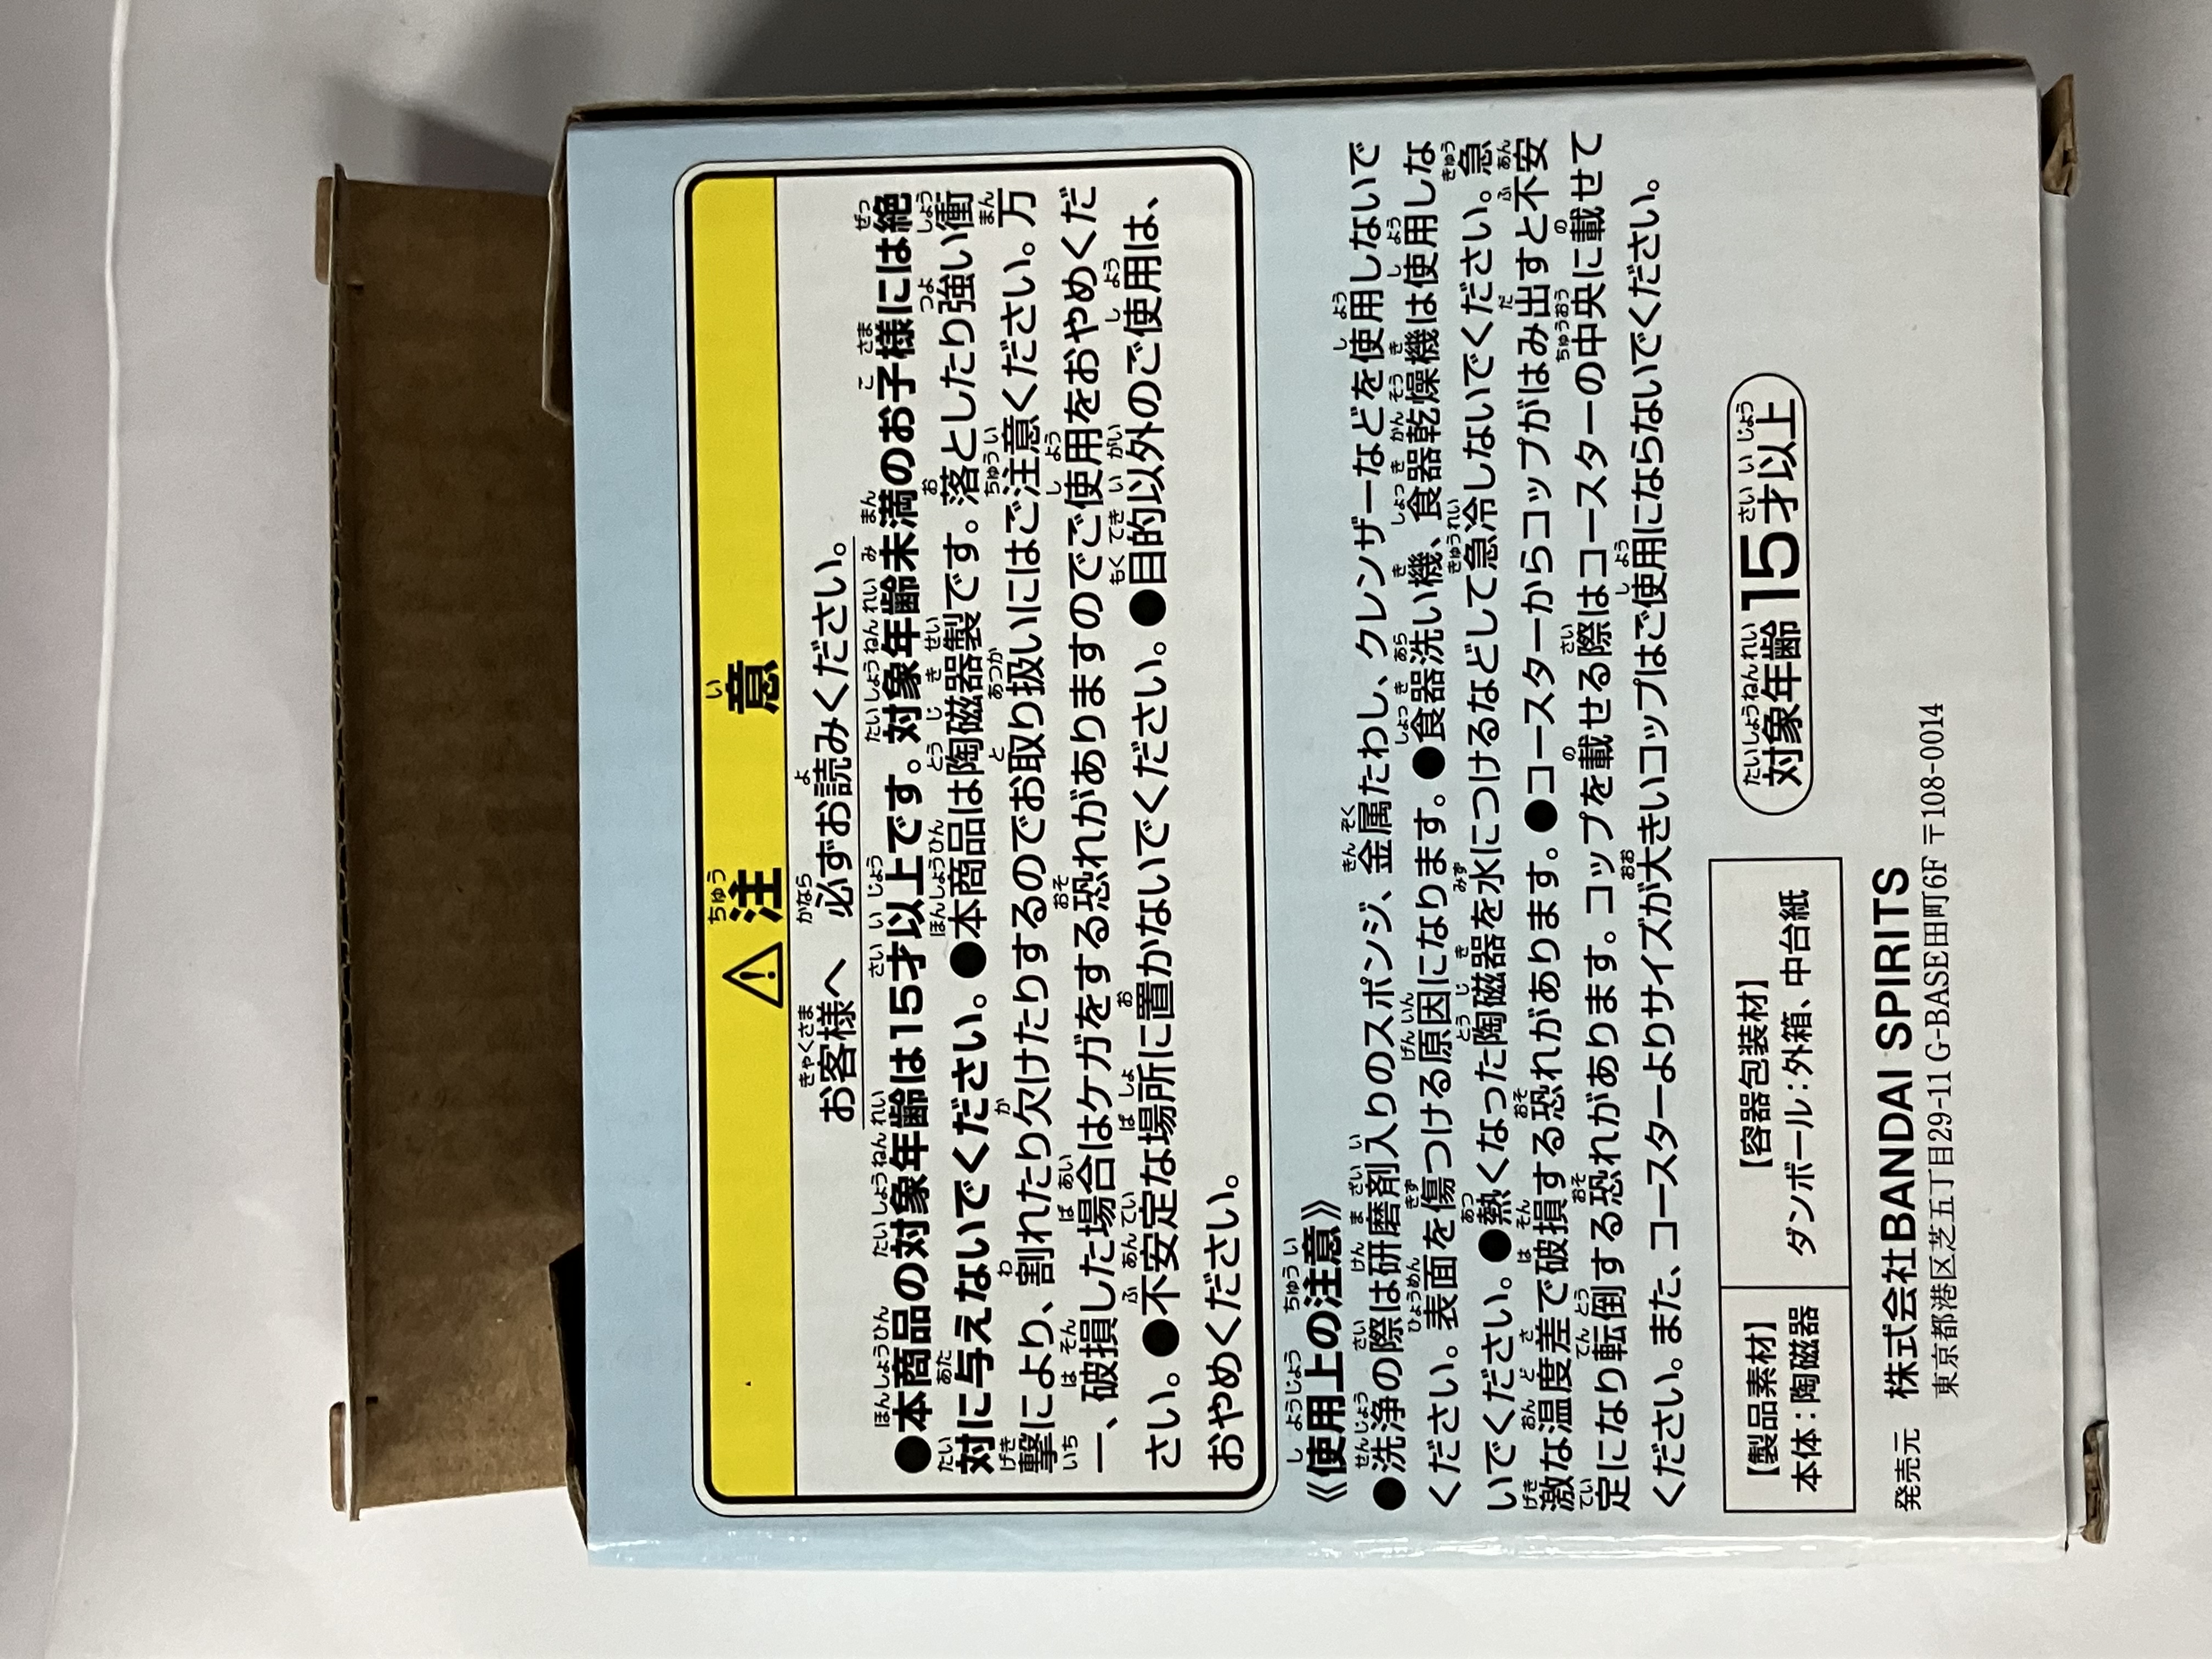 ⚠注意
お客様へ 必ずお読みください。
●本商品の対象年齢は15才以上です。対象年齢未満のお子様には絶
対に与えないでください。●本商品は陶磁器製です。落としたり強い衝
撃により、割れたり欠けたりするのでお取り扱いにはご注意ください。万
一、破損した場合はケガをする恐れがありますのでご使用をおやめくだ
さい。●不安定な場所に置かないでください。●目的以外のご使用は、
おやめください。
《使用上の注意》
●洗浄の際は研磨剤入りのスポンジ、金属たわし、クレンザーなどを使用しないで
ください。表面を傷つける原因になります。●食器洗い機、食器乾燥機は使用しな
いでください。●熱くなった陶磁器を水につけるなどして急冷しないでください。急
激な温度差で破損する恐れがあります。●コースターからコップがはみ出すと不安
定になり転倒する恐れがあります。コップを載せる際はコースターの中央に載せて
ください。また、コースターよりサイズが大きいコップはご使用にならないでください。
【製品素材】
本体：陶磁器
【容器包装材】
ダンボール：外箱、中台紙
対象年齢15才以上
発売元 株式会社BANDAI SPIRITS
東京都港区芝五丁目29-11 G-BASE田町6F 〒108-0014